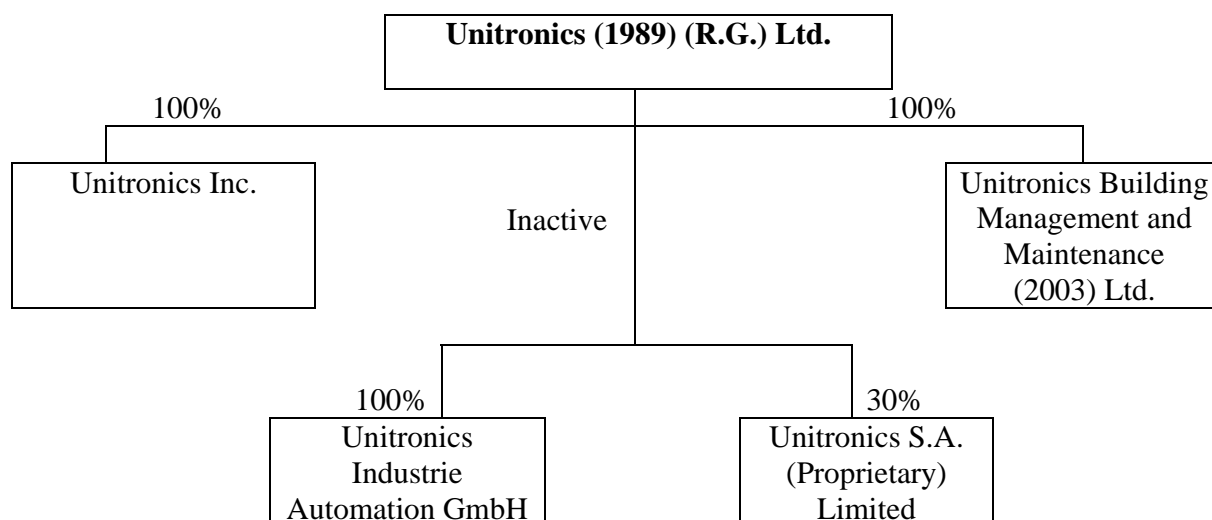 Unitronics (1989) (R.G.) Ltd.
100%
100%
Unitronics Inc.
Unitronics Building
Management and
Maintenance
(2003) Ltd.
Inactive
100%
30%
Unitronics
Industrie
Automation GmbH
Unitronics S.A.
(Proprietary)
Limited